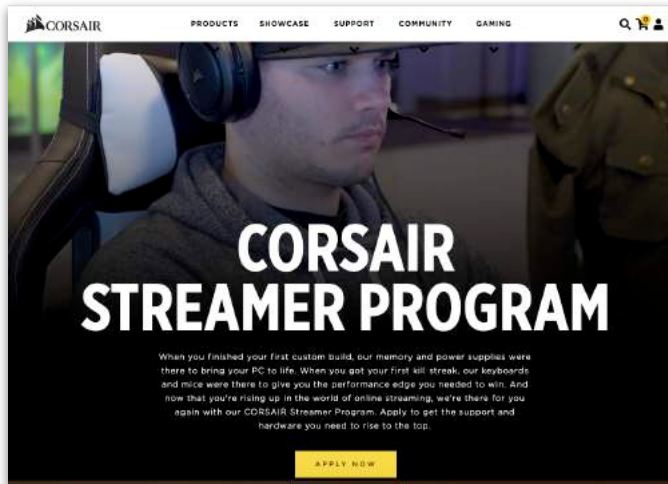 CORSAIR
PRODUCTS SHOWCASE SUPPORT COMMUNITY GAMING
0
CORSAIR
STREAMER PROGRAM
When you finished your first custom build, our memory and power supplies were
there to bring your PC to life. When you got your first kill streak, our keyboards
and mice were there to give you the performance edge you needed to win. And
now that you're rising up in the world of online streaming, we're there for you
again with our CORSAIR Streamer Program. Apply to get the support and
hardware you need to rise to the top.
APPLY NOW